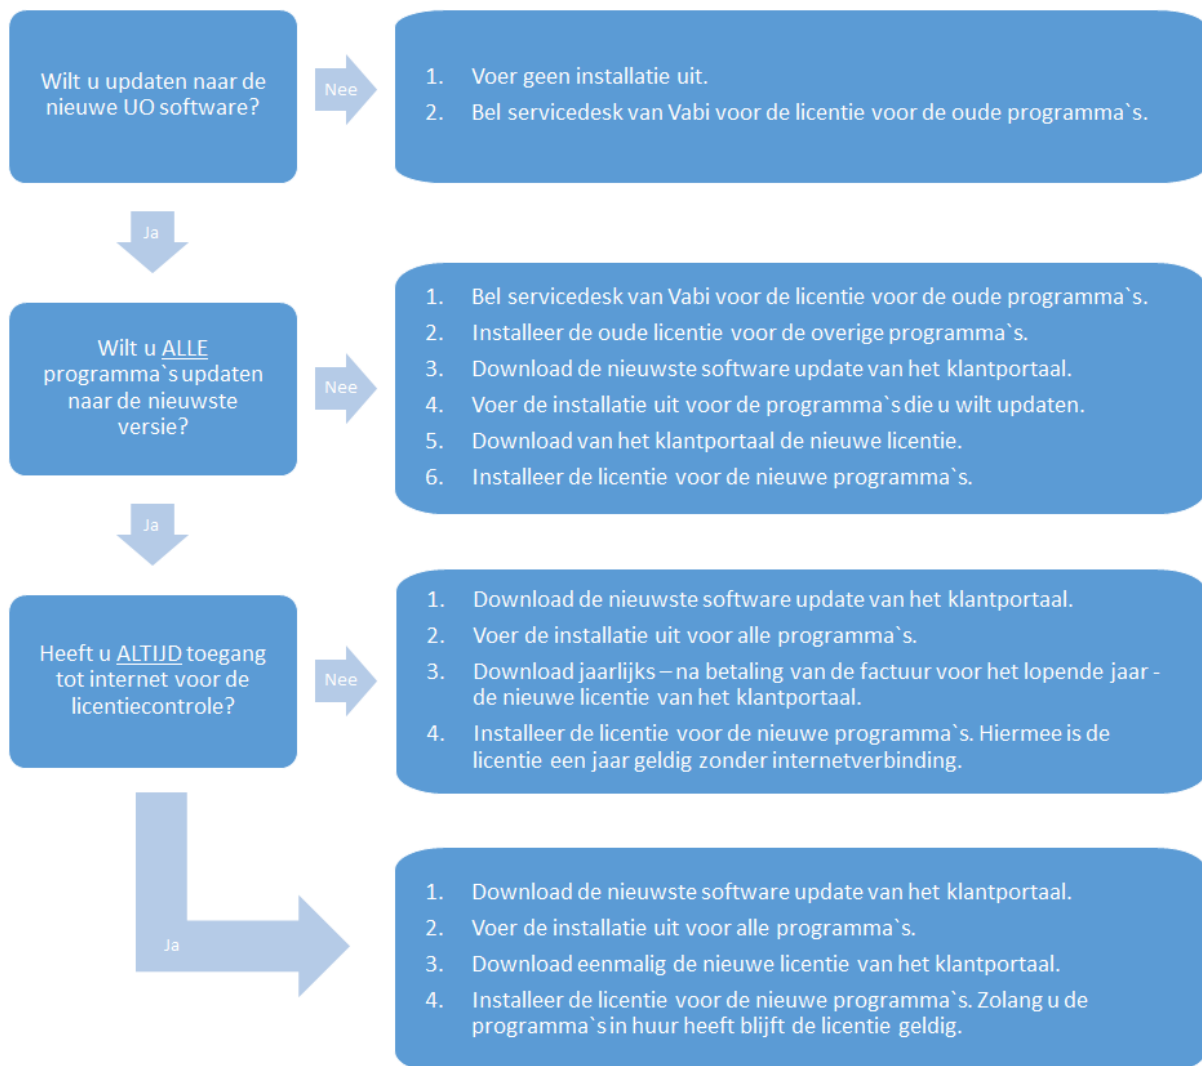 Wilt u updaten naar de
nieuwe UO software?
Nee
1. Voer geen installatie uit.
2. Bel servicedesk van Vabi voor de licentie voor de oude programma`s.
Ja
Wilt u ALLE
programma`s updaten
naar de nieuwste
versie?
Nee
1. Bel servicedesk van Vabi voor de licentie voor de oude programma`s.
2. Installeer de oude licentie voor de overige programma`s.
3. Download de nieuwste software update van het klantportaal.
4. Voer de installatie uit voor de programma`s die u wilt updaten.
5. Download van het klantportaal de nieuwe licentie.
6. Installeer de licentie voor de nieuwe programma`s.
Ja
Heeft u ALTIJD toegang
tot internet voor de
licentiecontrole?
Nee
1. Download de nieuwste software update van het klantportaal.
2. Voer de installatie uit voor alle programma`s.
3. Download jaarlijks – na betaling van de factuur voor het lopende jaar -
de nieuwe licentie van het klantportaal.
4. Installeer de licentie voor de nieuwe programma`s. Hiermee is de
licentie een jaar geldig zonder internetverbinding.
Ja
1. Download de nieuwste software update van het klantportaal.
2. Voer de installatie uit voor alle programma`s.
3. Download eenmalig de nieuwe licentie van het klantportaal.
4. Installeer de licentie voor de nieuwe programma`s. Zolang u de
programma`s in huur heeft blijft de licentie geldig.